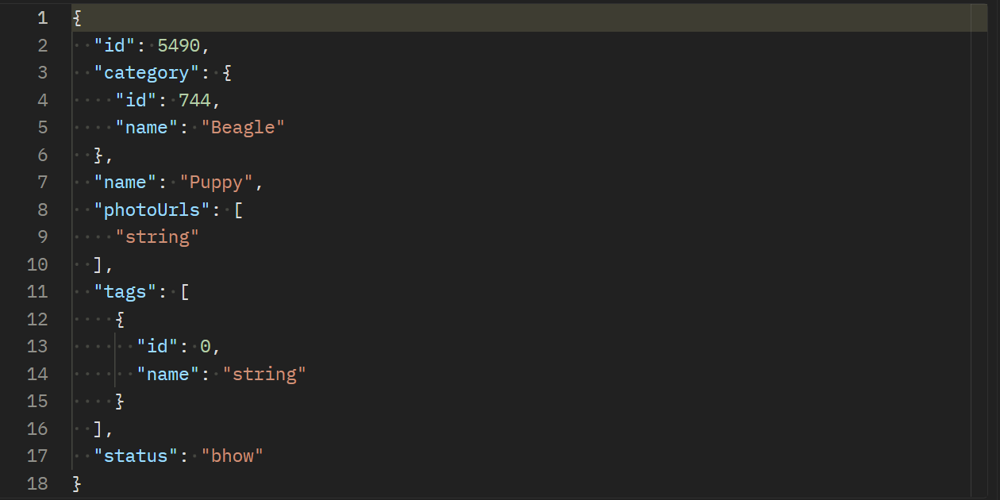 1 {
2   "id": 5490,
3   "category": {
4     "id": 744,
5     "name": "Beagle"
6   },
7   "name": "Puppy",
8   "photoUrls": [
9     "string"
10   ],
11   "tags": [
12     {
13       "id": 0,
14       "name": "string"
15     }
16   ],
17   "status": "bhow"
18 }